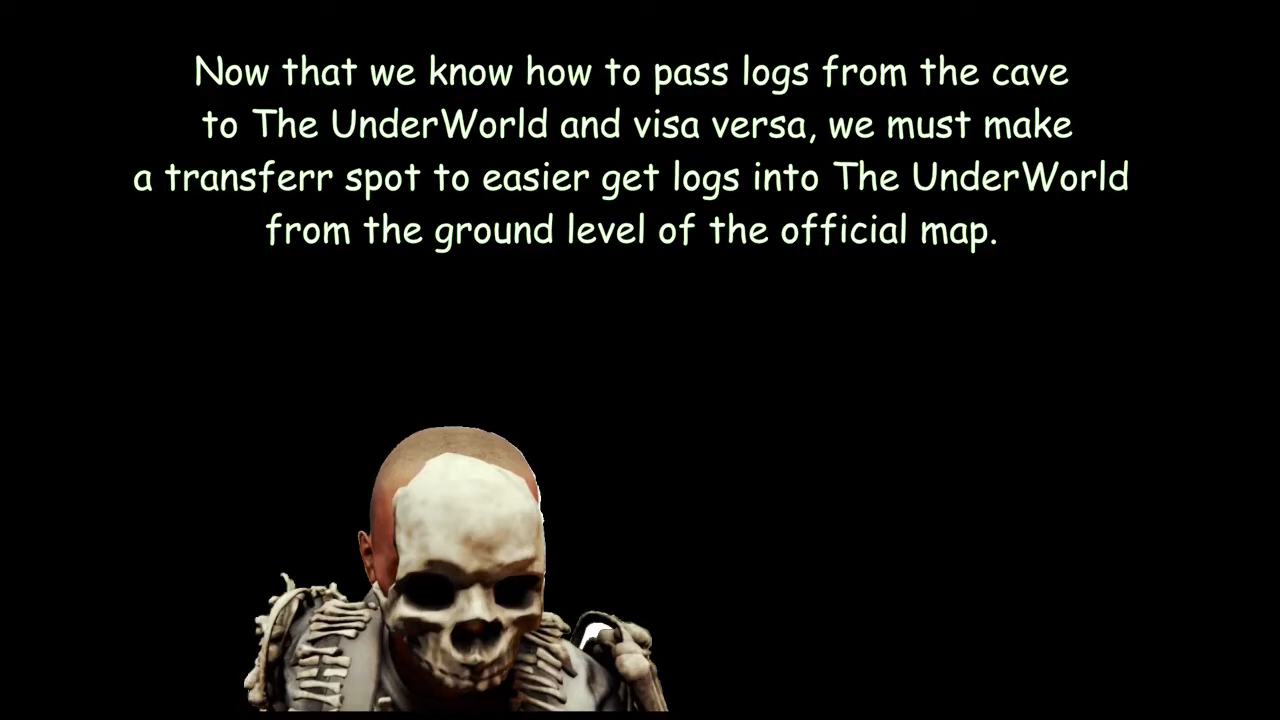 Now that we know how to pass logs from the cave
to The UnderWorld and visa versa, we must make
a transferr spot to easier get logs into The UnderWorld
from the ground level of the official map.